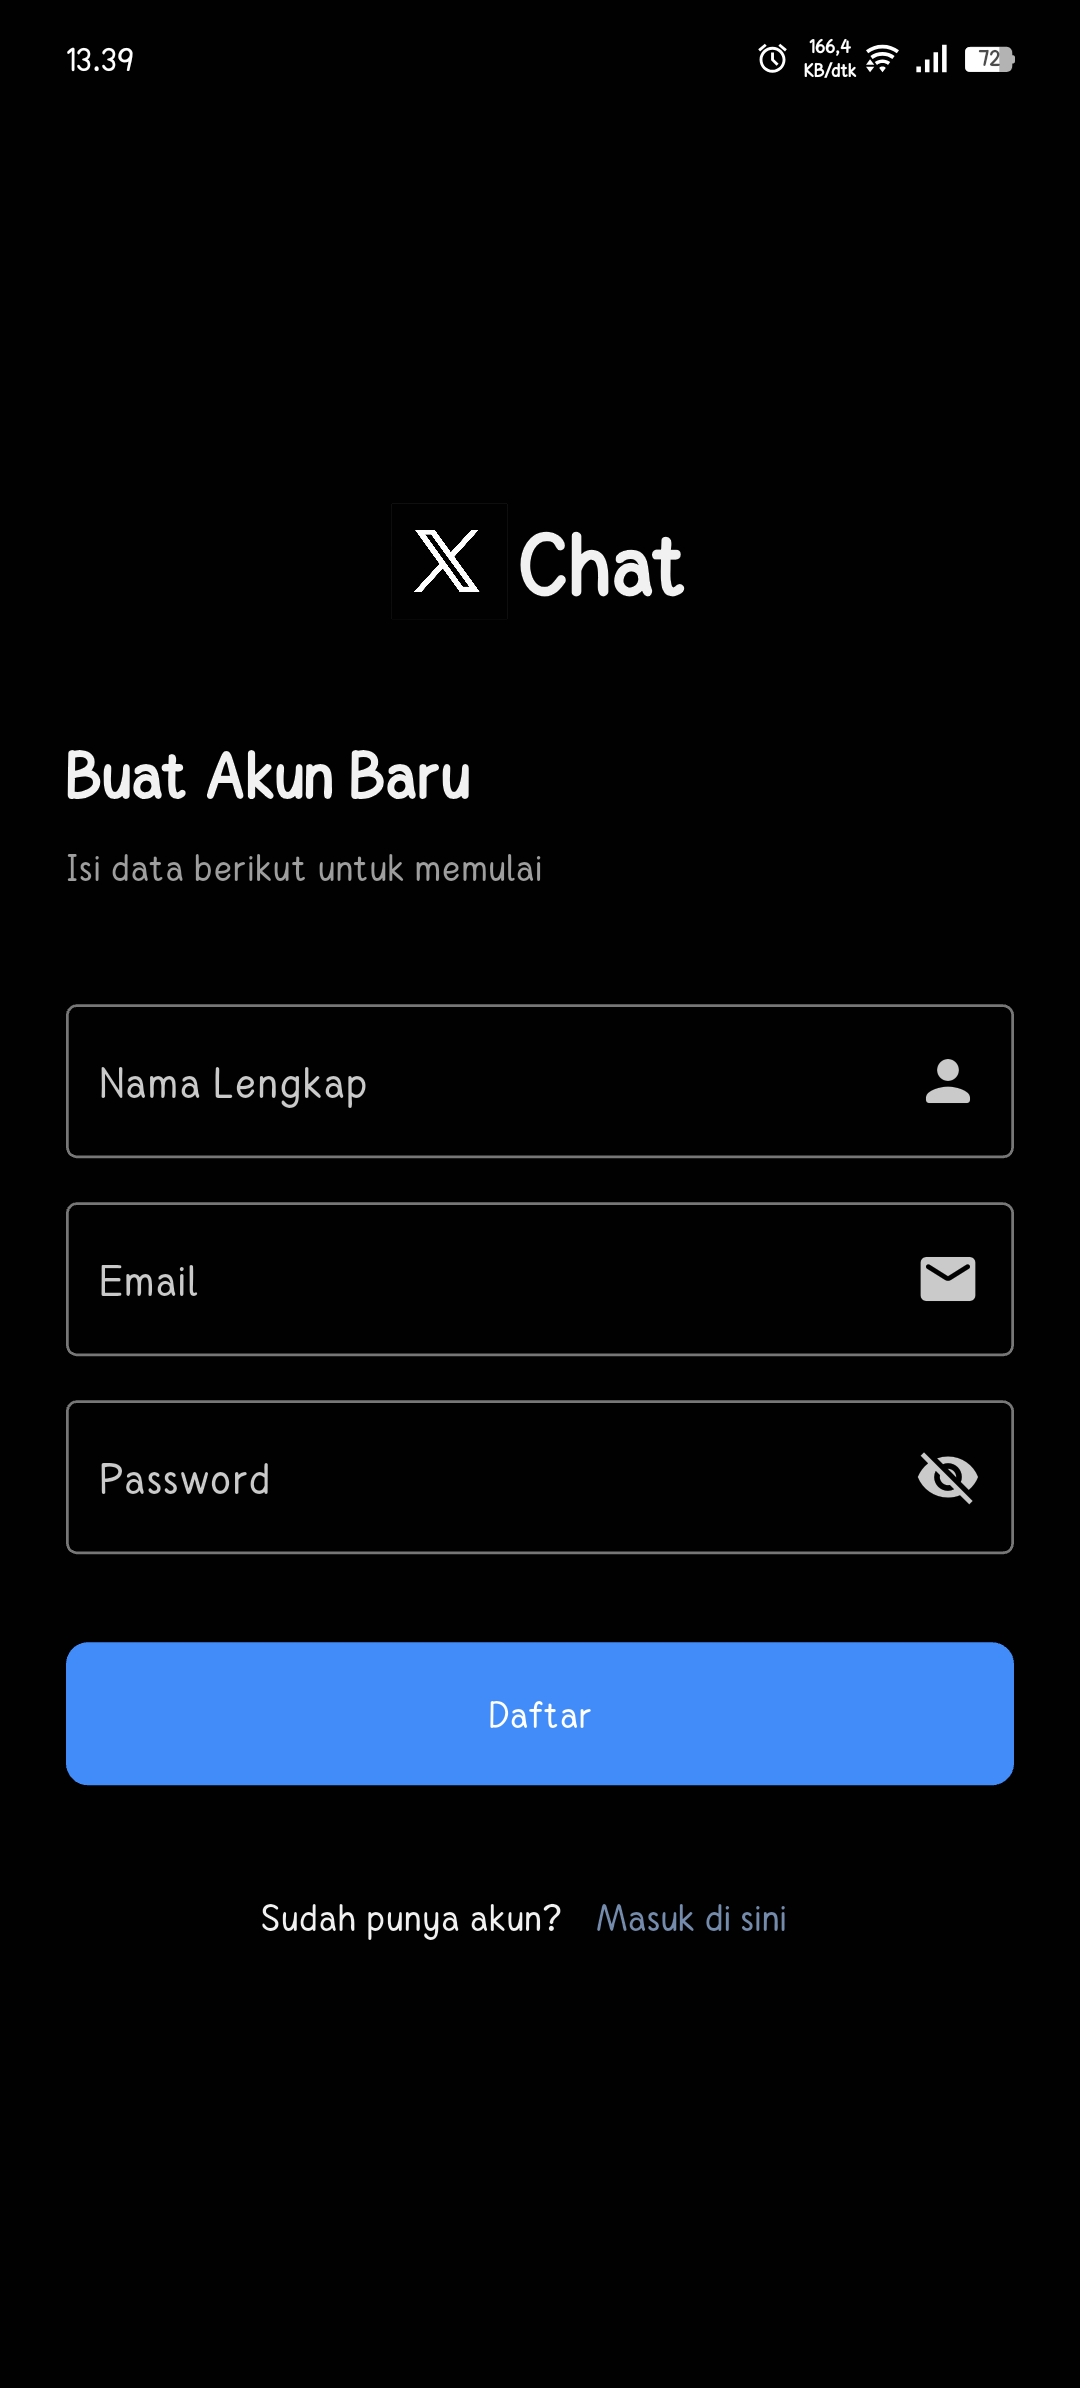 13.39
166,4
KB/dtk
72
X Chat
Buat Akun Baru
Isi data berikut untuk memulai
Nama Lengkap
Email
Password
Daftar
Sudah punya akun? Masuk di sini